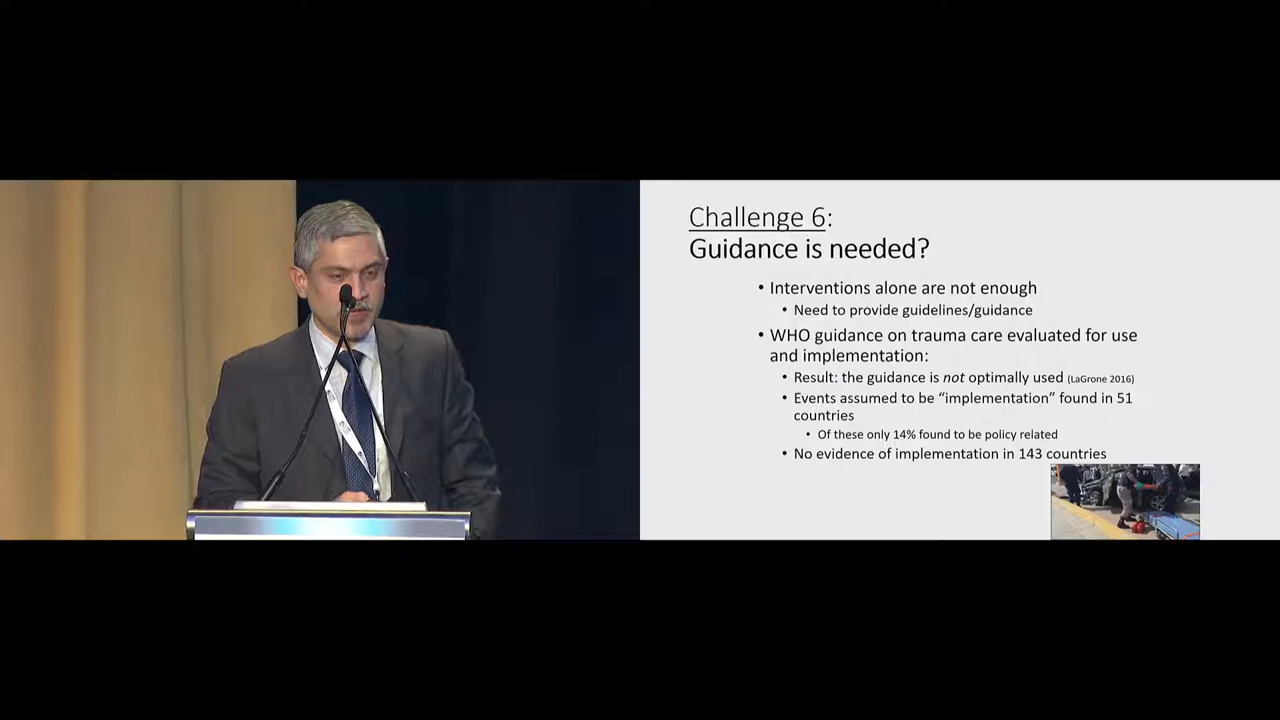 Challenge 6:
Guidance is needed?
• Interventions alone are not enough
• Need to provide guidelines/guidance
• WHO guidance on trauma care evaluated for use
and implementation:
• Result: the guidance is not optimally used (LaGrone 2016)
• Events assumed to be “implementation” found in 51
countries
• Of these only 14% found to be policy related
• No evidence of implementation in 143 countries